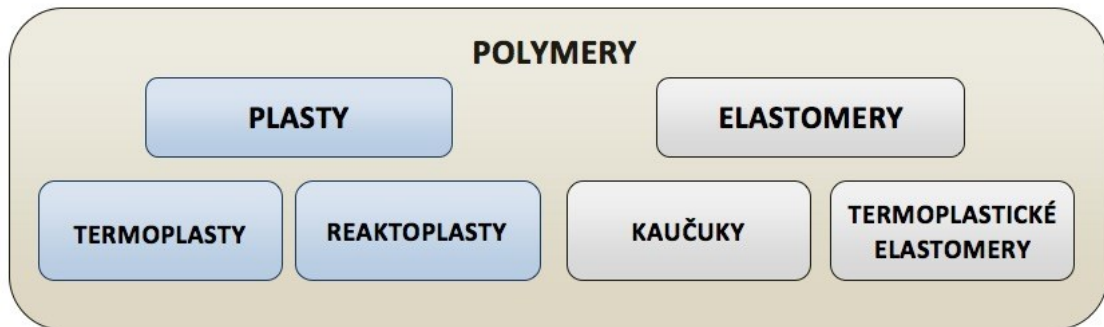 POLYMERY
PLASTY
ELASTOMERY
TERMOPLASTY
REAKTOPLASTY
KAUČUKY
TERMOPLASTICKÉ
ELASTOMERY